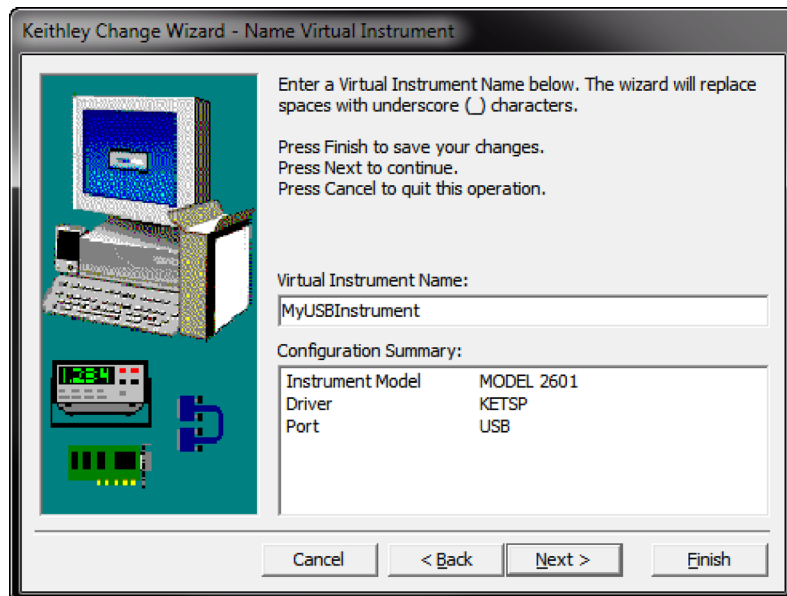 Keithley Change Wizard - Name Virtual Instrument
Enter a Virtual Instrument Name below. The wizard will replace
spaces with underscore (_) characters.
Press Finish to save your changes.
Press Next to continue.
Press Cancel to quit this operation.
Virtual Instrument Name:
MyUSBInstrument
Configuration Summary:
Instrument Model MODEL 2601
Driver KETSP
Port USB
1.234
Cancel < Back Next > Finish